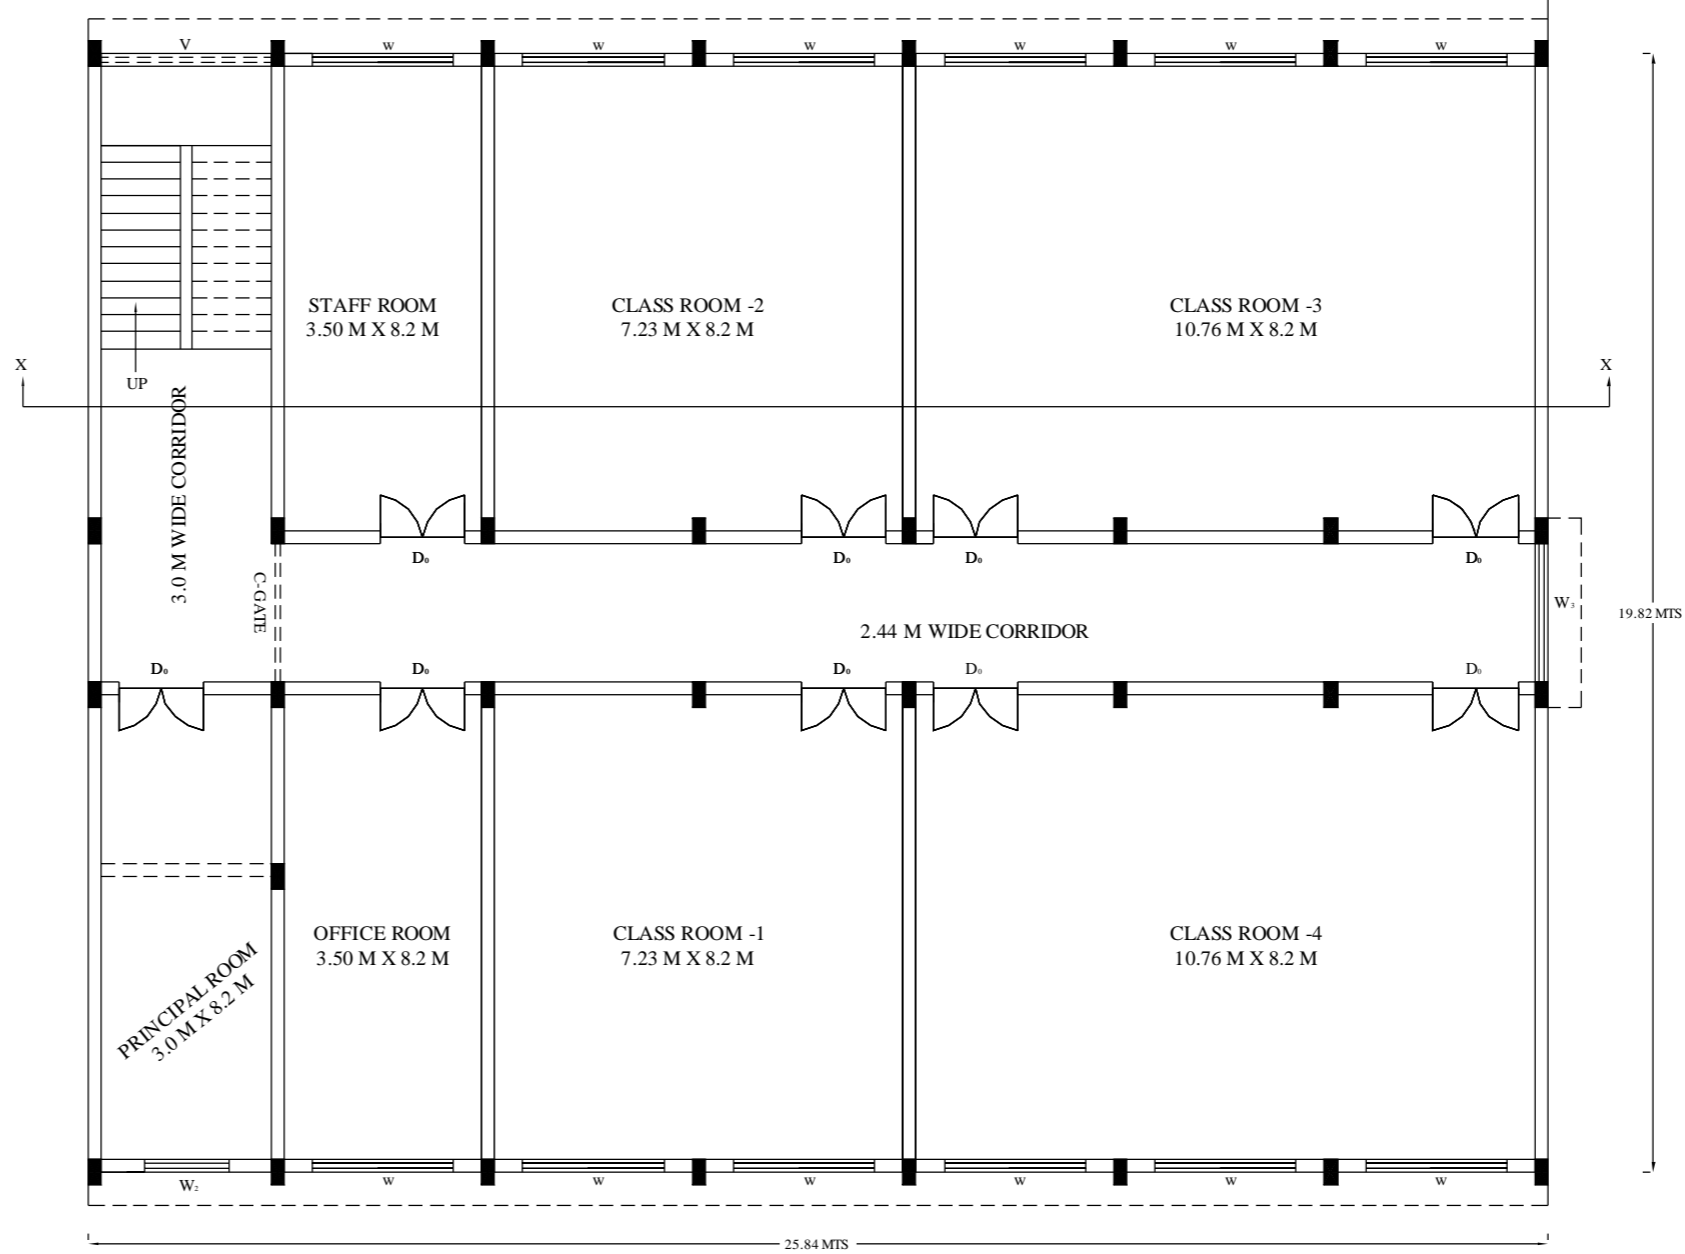 V w w w w w w
STAFF ROOM
3.50 M X 8.2 M
CLASS ROOM -2
7.23 M X 8.2 M
CLASS ROOM -3
10.76 M X 8.2 M
X
X
UP
3.0 M WIDE CORRIDOR
D₀ D₀ D₀ D₀
C-GATE
2.44 M WIDE CORRIDOR
W₃
19.82 MTS
D₀ D₀ D₀ D₀ D₀
PRINCIPAL ROOM
3.0 M X 8.2 M
OFFICE ROOM
3.50 M X 8.2 M
CLASS ROOM -1
7.23 M X 8.2 M
CLASS ROOM -4
10.76 M X 8.2 M
W₂ w w w w w w
25.84 MTS